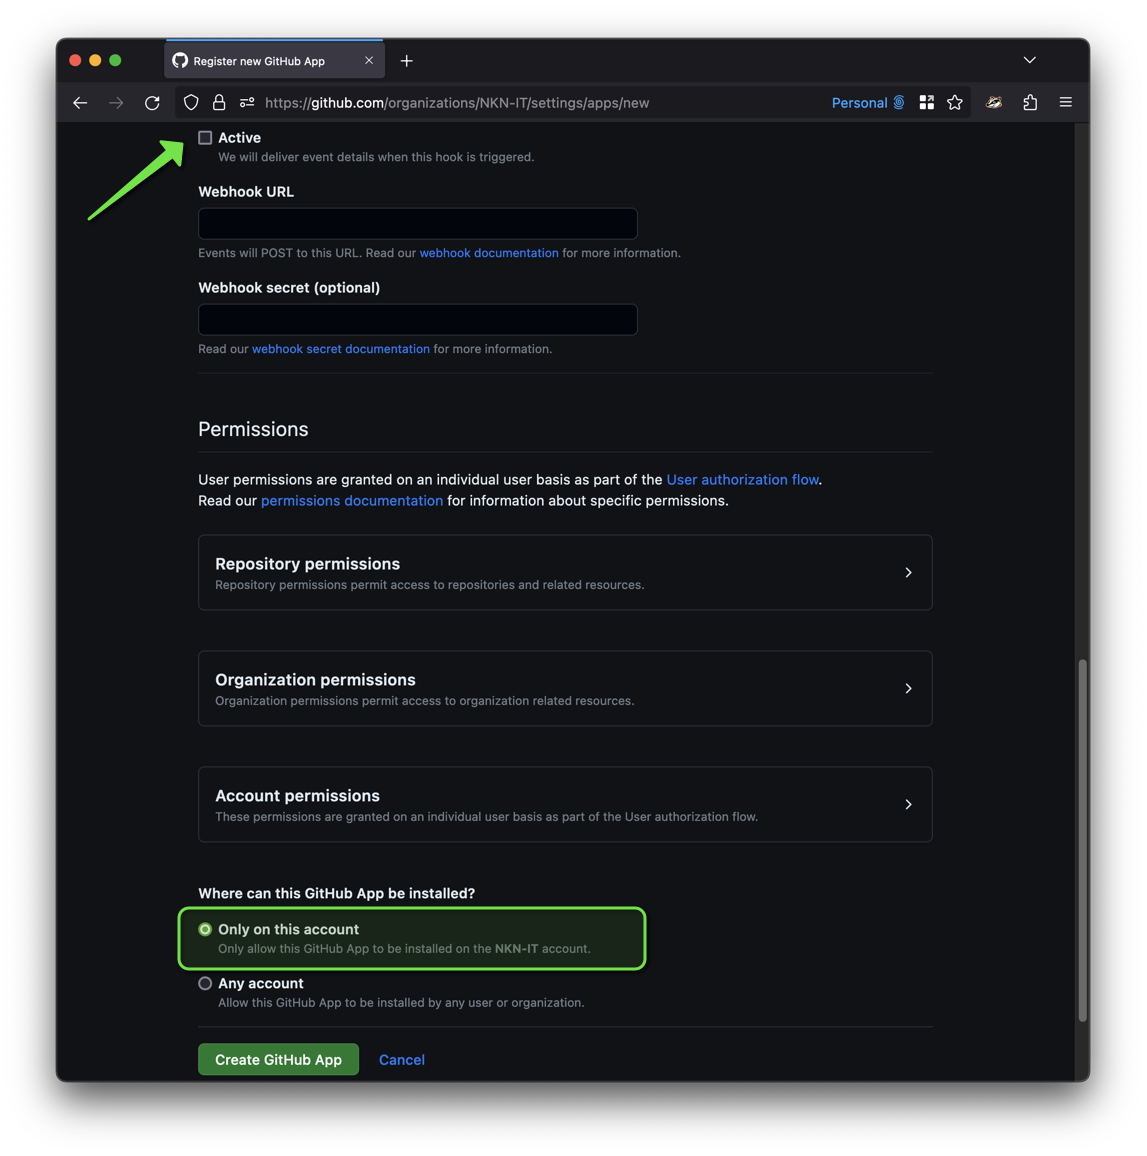 Register new GitHub App
https://github.com/organizations/NKN-IT/settings/apps/new
Personal
Active
We will deliver event details when this hook is triggered.
Webhook URL
Events will POST to this URL. Read our webhook documentation for more information.
Webhook secret (optional)
Read our webhook secret documentation for more information.
Permissions
User permissions are granted on an individual user basis as part of the User authorization flow.
Read our permissions documentation for information about specific permissions.
Repository permissions
Repository permissions permit access to repositories and related resources.
Organization permissions
Organization permissions permit access to organization related resources.
Account permissions
These permissions are granted on an individual user basis as part of the User authorization flow.
Where can this GitHub App be installed?
Only on this account
Only allow this GitHub App to be installed on the NKN-IT account.
Any account
Allow this GitHub App to be installed by any user or organization.
Create GitHub App
Cancel